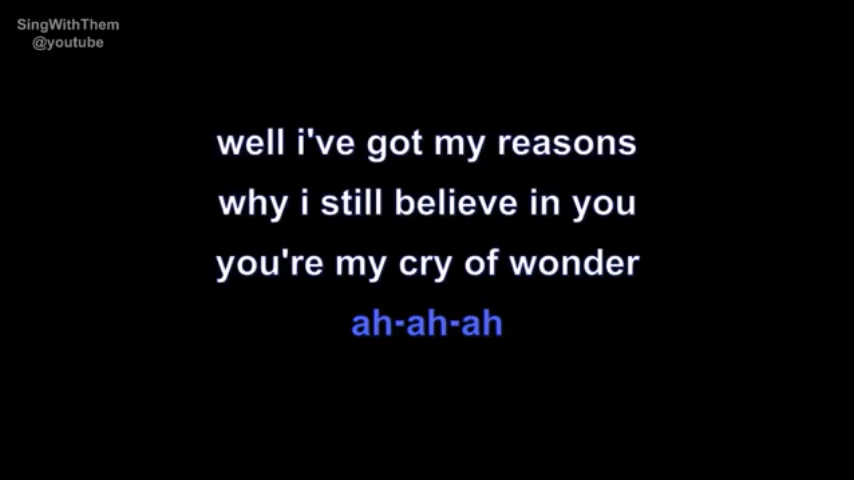 SingWithThem
@youtube
well i've got my reasons
why i still believe in you
you're my cry of wonder
ah-ah-ah